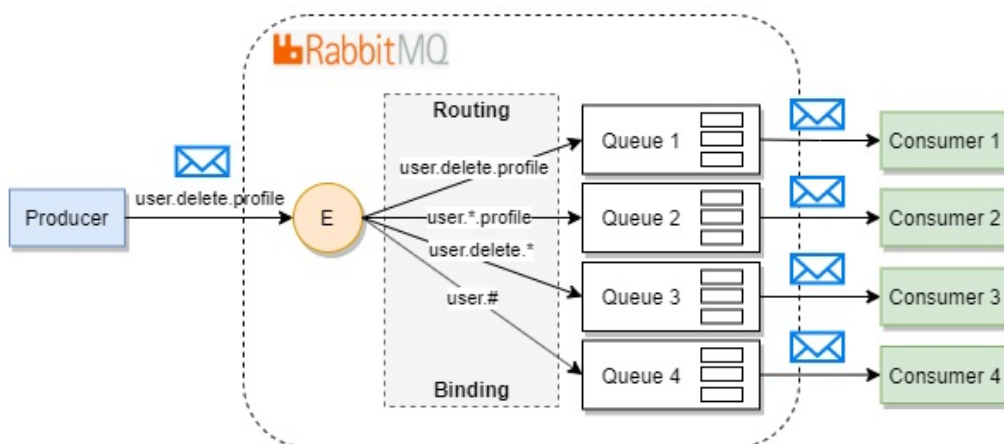 RabbitMQ
Routing
Queue 1
Consumer 1
user.delete.profile
user.delete.profile
Producer
E
user.*.profile
Queue 2
Consumer 2
user.delete.*
Queue 3
Consumer 3
user.#
Queue 4
Consumer 4
Binding